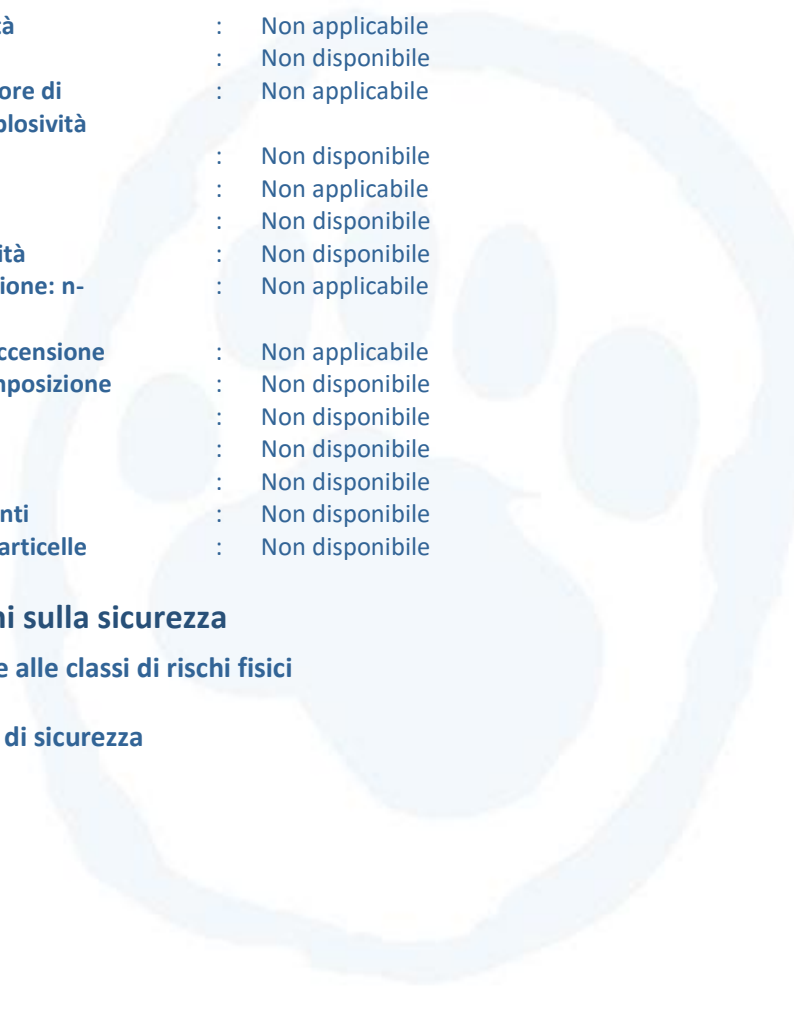 tà : Non applicabile
: Non disponibile
ore di : Non applicabile
plosività
: Non disponibile
: Non applicabile
: Non disponibile
ità : Non disponibile
ione: n- : Non applicabile
ccensione : Non applicabile
mposizione : Non disponibile
: Non disponibile
: Non disponibile
: Non disponibile
nti : Non disponibile
articelle : Non disponibile
ni sulla sicurezza
e alle classi di rischi fisici
di sicurezza